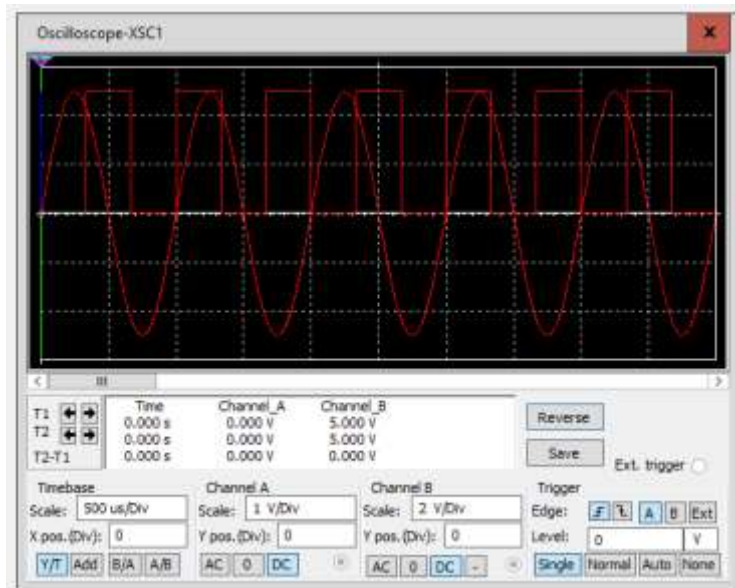 Oscilloscope-XSC1
x
Time Channel_A Channel_B
T1 0.000 s 0.000 V 5.000 V
T2 0.000 s 0.000 V 5.000 V
T2-T1 0.000 s 0.000 V 0.000 V
Reverse
Save
Ext. trigger
Timebase
Scale: 500 us/Div
X pos.(Div): 0
Y/T Add B/A A/B
Channel A
Scale: 1 V/Div
Y pos.(Div): 0
AC 0 DC
Channel B
Scale: 2 V/Div
Y pos.(Div): 0
AC 0 DC -
Trigger
Edge: A B Ext
Level: 0 V
Single Normal Auto None